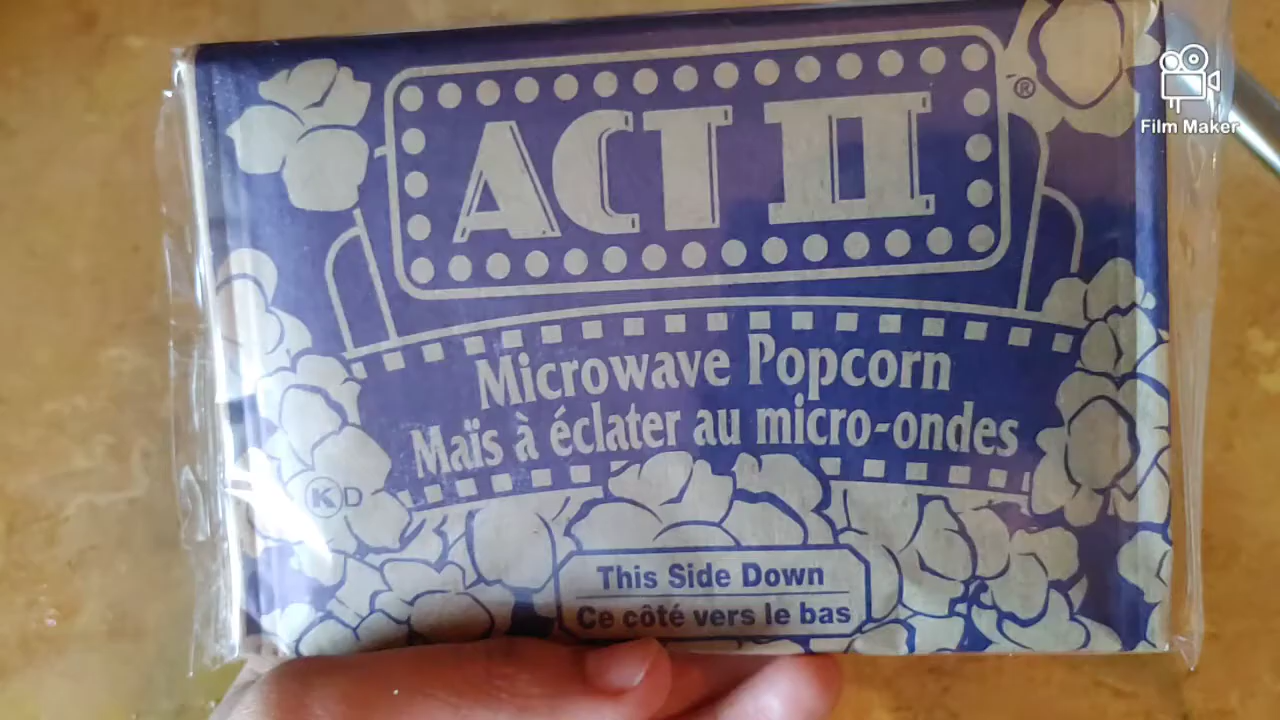 ACT II ®
Film Maker
Microwave Popcorn
Maïs à éclater au micro-ondes
K D
This Side Down
Ce côté vers le bas